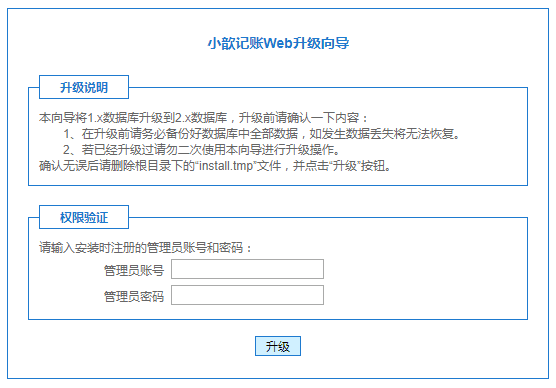 小歆记账Web升级向导
升级说明
本向导将1.x数据库升级到2.x数据库，升级前请确认一下内容：
1、在升级前请务必备份好数据库中全部数据，如发生数据丢失将无法恢复。
2、若已经升级过请勿二次使用本向导进行升级操作。
确认无误后请删除根目录下的“install.tmp”文件，并点击“升级”按钮。
权限验证
请输入安装时注册的管理员账号和密码：
管理员账号
管理员密码
升级